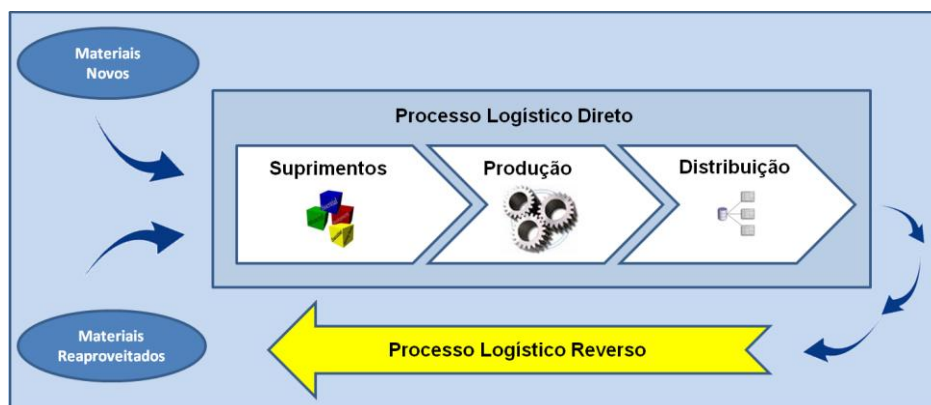 Materiais
Novos
Processo Logístico Direto
Suprimentos
Produção
Distribuição
Materiais
Reaproveitados
Processo Logístico Reverso